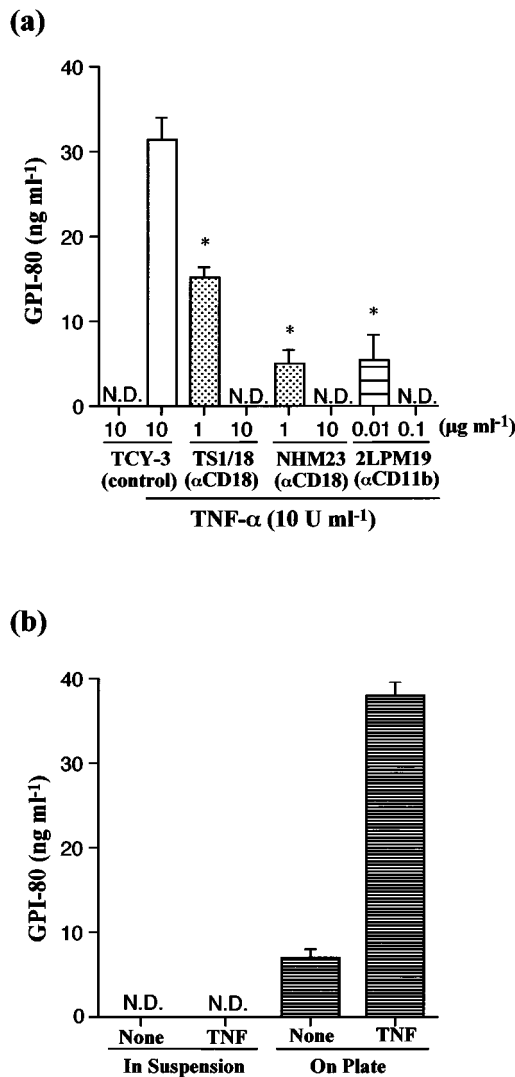 (a)
GPI-80 (ng ml-1)
40
30
20
10
0
N.D. * N.D. * N.D. * N.D.
10 10 1 10 1 10 0.01 0.1 (μg ml-1)
TCY-3 TS1/18 NHM23 2LPM19
(control) (αCD18) (αCD18) (αCD11b)
TNF-α (10 U ml-1)
(b)
GPI-80 (ng ml-1)
40
30
20
10
0
N.D. N.D.
None TNF None TNF
In Suspension On Plate